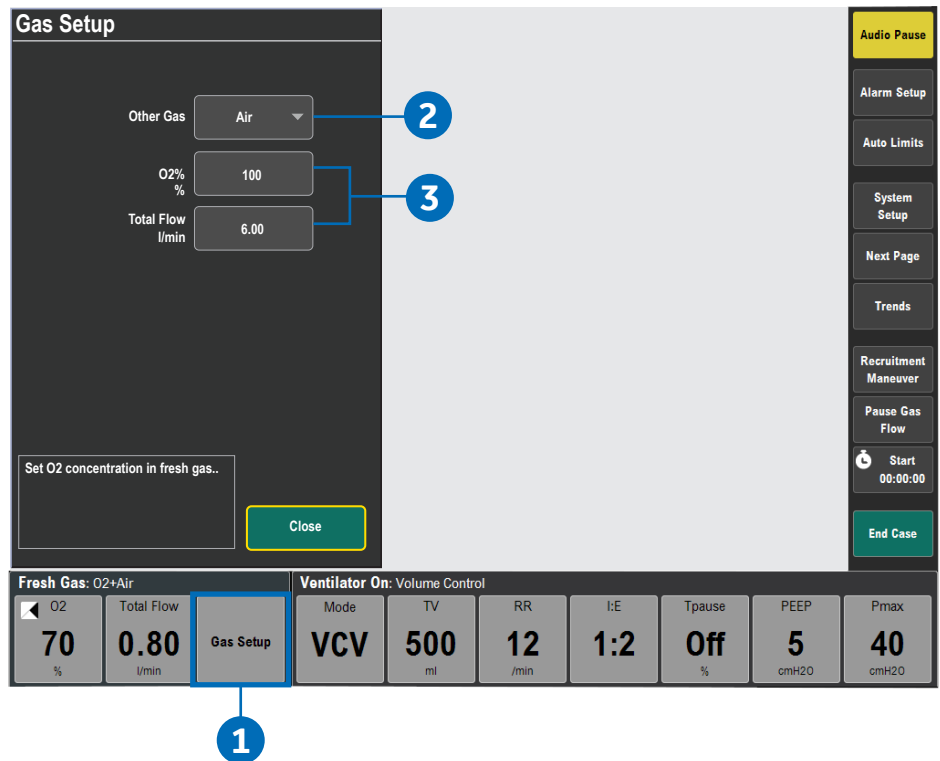 Gas Setup
Audio Pause
Alarm Setup
Other Gas
Air
2
Auto Limits
O2%
%
100
3
System
Setup
Total Flow
l/min
6.00
Next Page
Trends
Recruitment
Maneuver
Pause Gas
Flow
Set O2 concentration in fresh gas..
Start
00:00:00
Close
End Case
Fresh Gas: O2+Air
Ventilator On: Volume Control
O2
70
%
Total Flow
0.80
l/min
Gas Setup
Mode
VCV
TV
500
ml
RR
12
/min
I:E
1:2
Tpause
Off
%
PEEP
5
cmH2O
Pmax
40
cmH2O
1